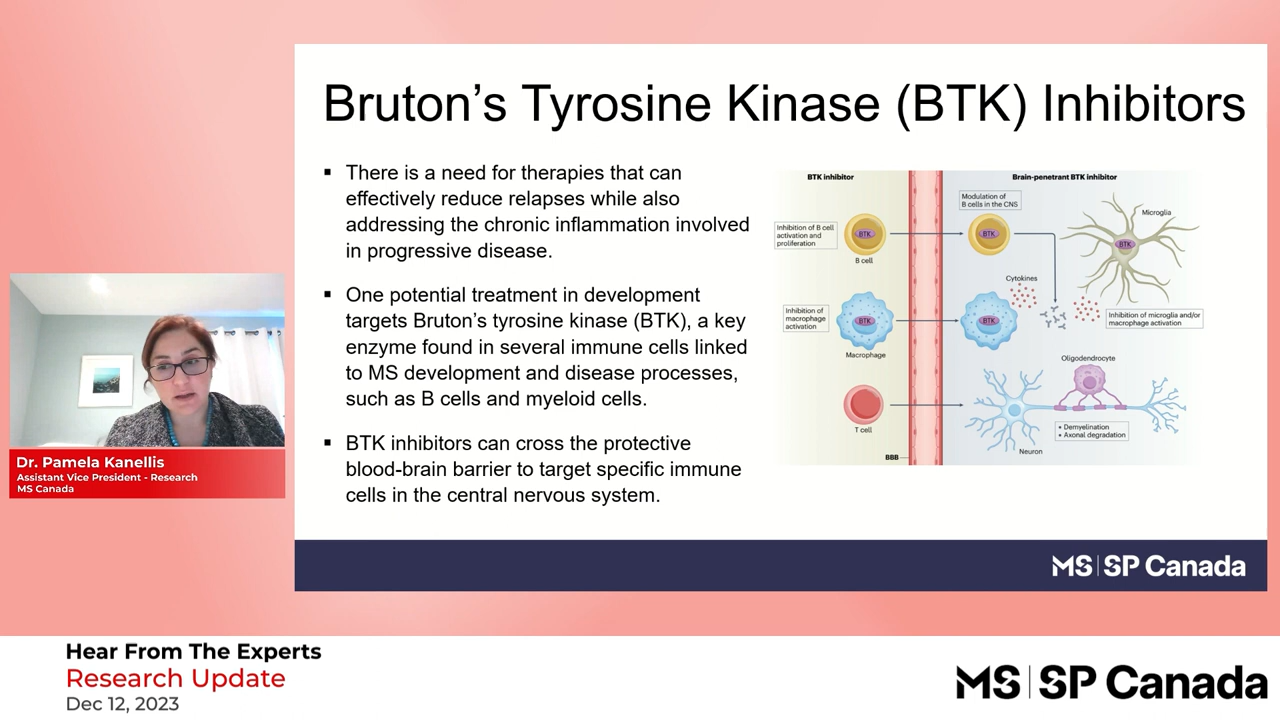 Bruton’s Tyrosine Kinase (BTK) Inhibitors
▪ There is a need for therapies that can
effectively reduce relapses while also
addressing the chronic inflammation involved
in progressive disease.
▪ One potential treatment in development
targets Bruton’s tyrosine kinase (BTK), a key
enzyme found in several immune cells linked
to MS development and disease processes,
such as B cells and myeloid cells.
▪ BTK inhibitors can cross the protective
blood-brain barrier to target specific immune
cells in the central nervous system.
BTK inhibitor
Brain-penetrant BTK inhibitor
Inhibition of B cell
activation and
proliferation
BTK
B cell
Modulation of
B cells in the CNS
BTK
Microglia
BTK
Cytokines
Inhibition of
macrophage
activation
BTK
Macrophage
BTK
Inhibition of microglia and/or
macrophage activation
Oligodendrocyte
T cell
• Demyelination
• Axonal degradation
Neuron
BBB
MS | SP Canada
Dr. Pamela Kanellis
Assistant Vice President - Research
MS Canada
Hear From The Experts
Research Update
Dec 12, 2023
MS | SP Canada